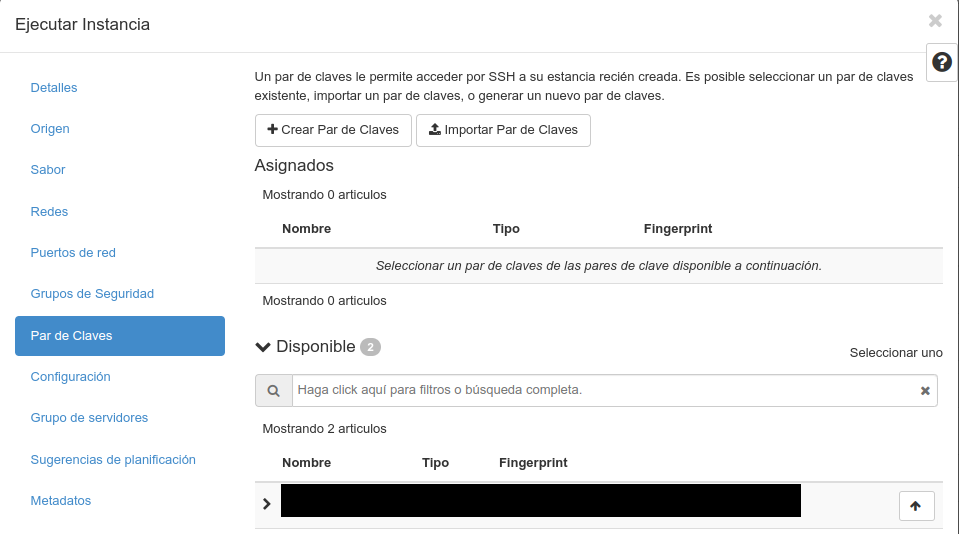 Ejecutar Instancia
Detalles
Origen
Sabor
Redes
Puertos de red
Grupos de Seguridad
Par de Claves
Configuración
Grupo de servidores
Sugerencias de planificación
Metadatos
Un par de claves le permite acceder por SSH a su estancia recién creada. Es posible seleccionar un par de claves
existente, importar un par de claves, o generar un nuevo par de claves.
Crear Par de Claves Importar Par de Claves
Asignados
Mostrando 0 articulos
Nombre Tipo Fingerprint
Seleccionar un par de claves de las pares de clave disponible a continuación.
Mostrando 0 articulos
Disponible 2
Seleccionar uno
Haga click aquí para filtros o búsqueda completa.
Mostrando 2 articulos
Nombre Tipo Fingerprint